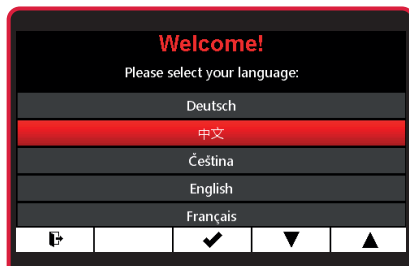 Welcome!
Please select your language:
Deutsch
中文
Čeština
English
Français